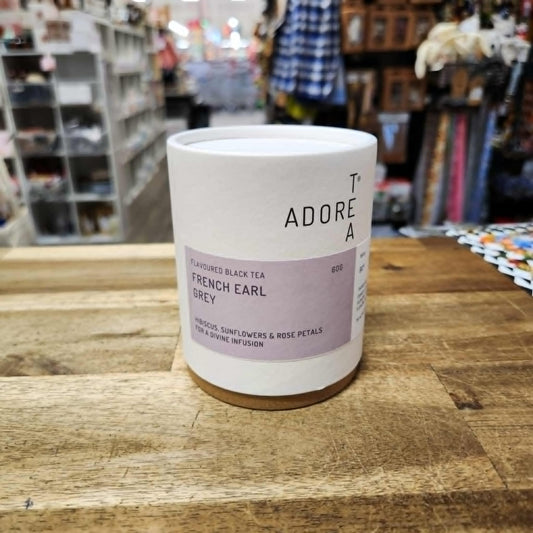 T®
ADORE
A
FLAVOURED BLACK TEA 60G
FRENCH EARL
GREY
HIBISCUS, SUNFLOWERS & ROSE PETALS
FOR A DIVINE INFUSION